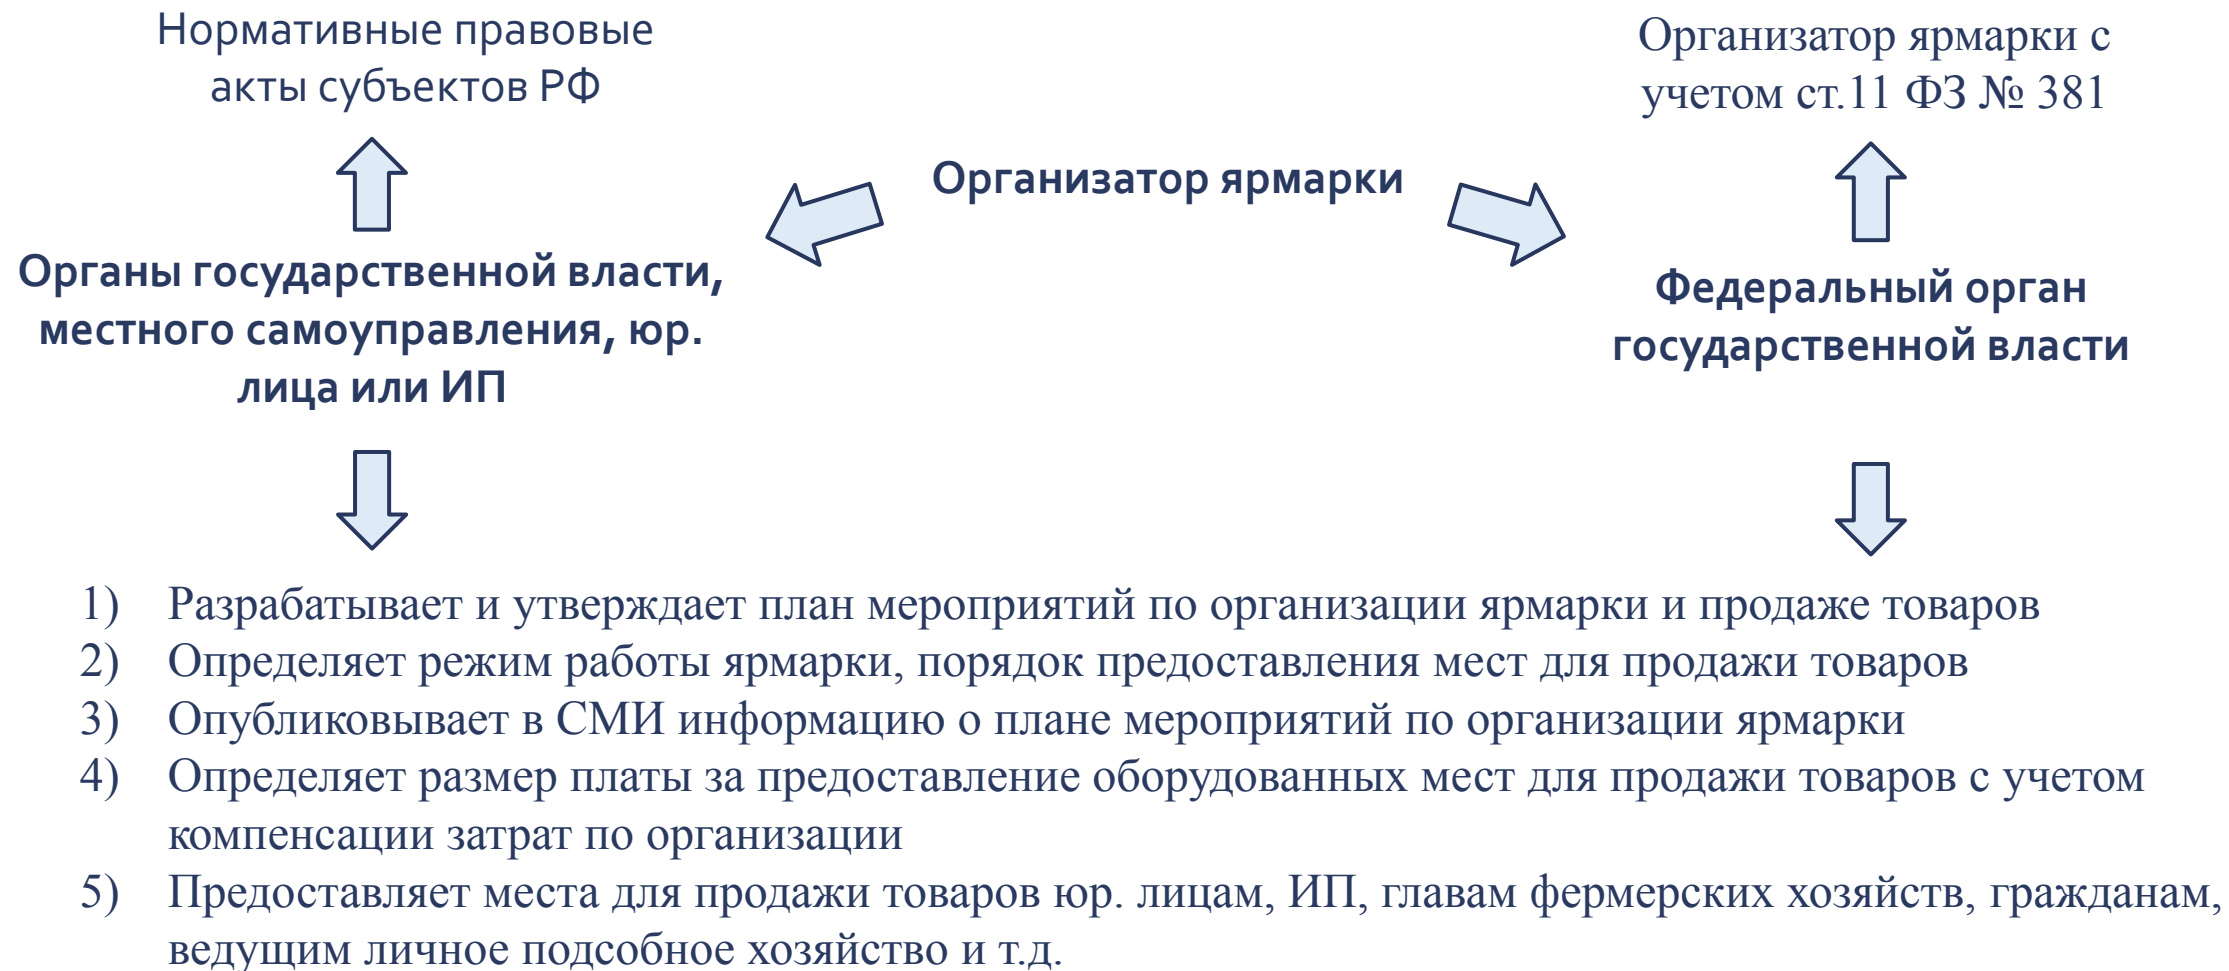 Нормативные правовые
акты субъектов РФ
Организатор ярмарки с
учетом ст.11 ФЗ № 381
Организатор ярмарки
Органы государственной власти,
местного самоуправления, юр.
лица или ИП
Федеральный орган
государственной власти
1) Разрабатывает и утверждает план мероприятий по организации ярмарки и продаже товаров
2) Определяет режим работы ярмарки, порядок предоставления мест для продажи товаров
3) Опубликовывает в СМИ информацию о плане мероприятий по организации ярмарки
4) Определяет размер платы за предоставление оборудованных мест для продажи товаров с учетом
компенсации затрат по организации
5) Предоставляет места для продажи товаров юр. лицам, ИП, главам фермерских хозяйств, гражданам,
ведущим личное подсобное хозяйство и т.д.